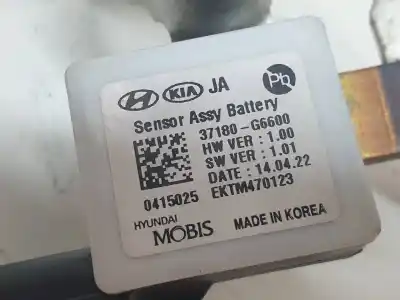 KIA JA Pb
Sensor Assy Battery
37180-G6600
HW VER : 1.00
SW VER : 1.01
DATE : 14.04.22
0415025 EKTM470123
HYUNDAI
MOBIS MADE IN KOREA